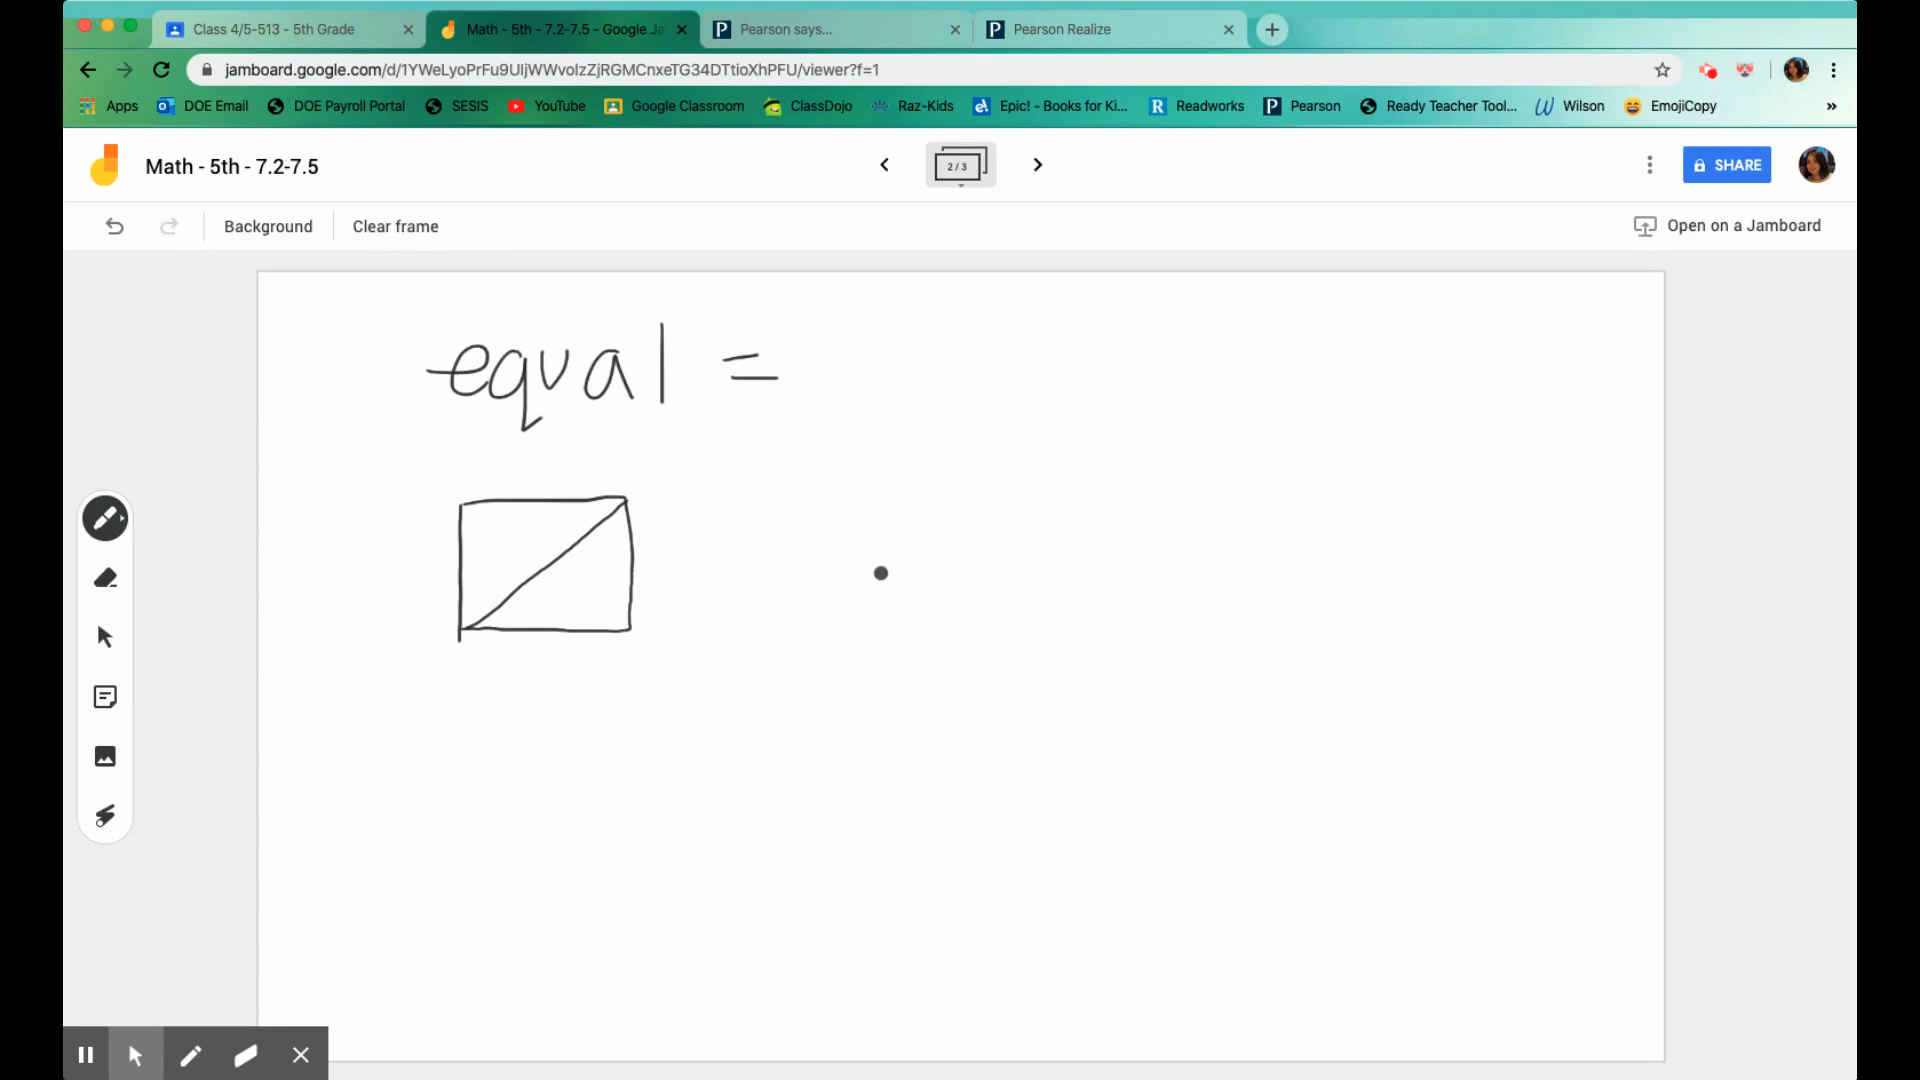 Class 4/5-513 - 5th Grade
Math - 5th - 7.2-7.5 - Google Ja
Pearson says...
Pearson Realize
jamboard.google.com/d/1YWeLyoPrFu9UljWWvolzZjRGMCnxeTG34DTtioXhPFU/viewer?f=1
Apps DOE Email DOE Payroll Portal SESIS YouTube Google Classroom ClassDojo Raz-Kids Epic! - Books for Ki... Readworks Pearson Ready Teacher Tool... Wilson EmojiCopy »
Math - 5th - 7.2-7.5
2 / 3
SHARE
Background
Clear frame
Open on a Jamboard
equal =